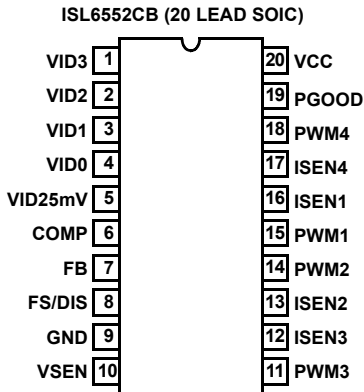 ISL6552CB (20 LEAD SOIC)
VID3 1 20 VCC
VID2 2 19 PGOOD
VID1 3 18 PWM4
VID0 4 17 ISEN4
VID25mV 5 16 ISEN1
COMP 6 15 PWM1
FB 7 14 PWM2
FS/DIS 8 13 ISEN2
GND 9 12 ISEN3
VSEN 10 11 PWM3